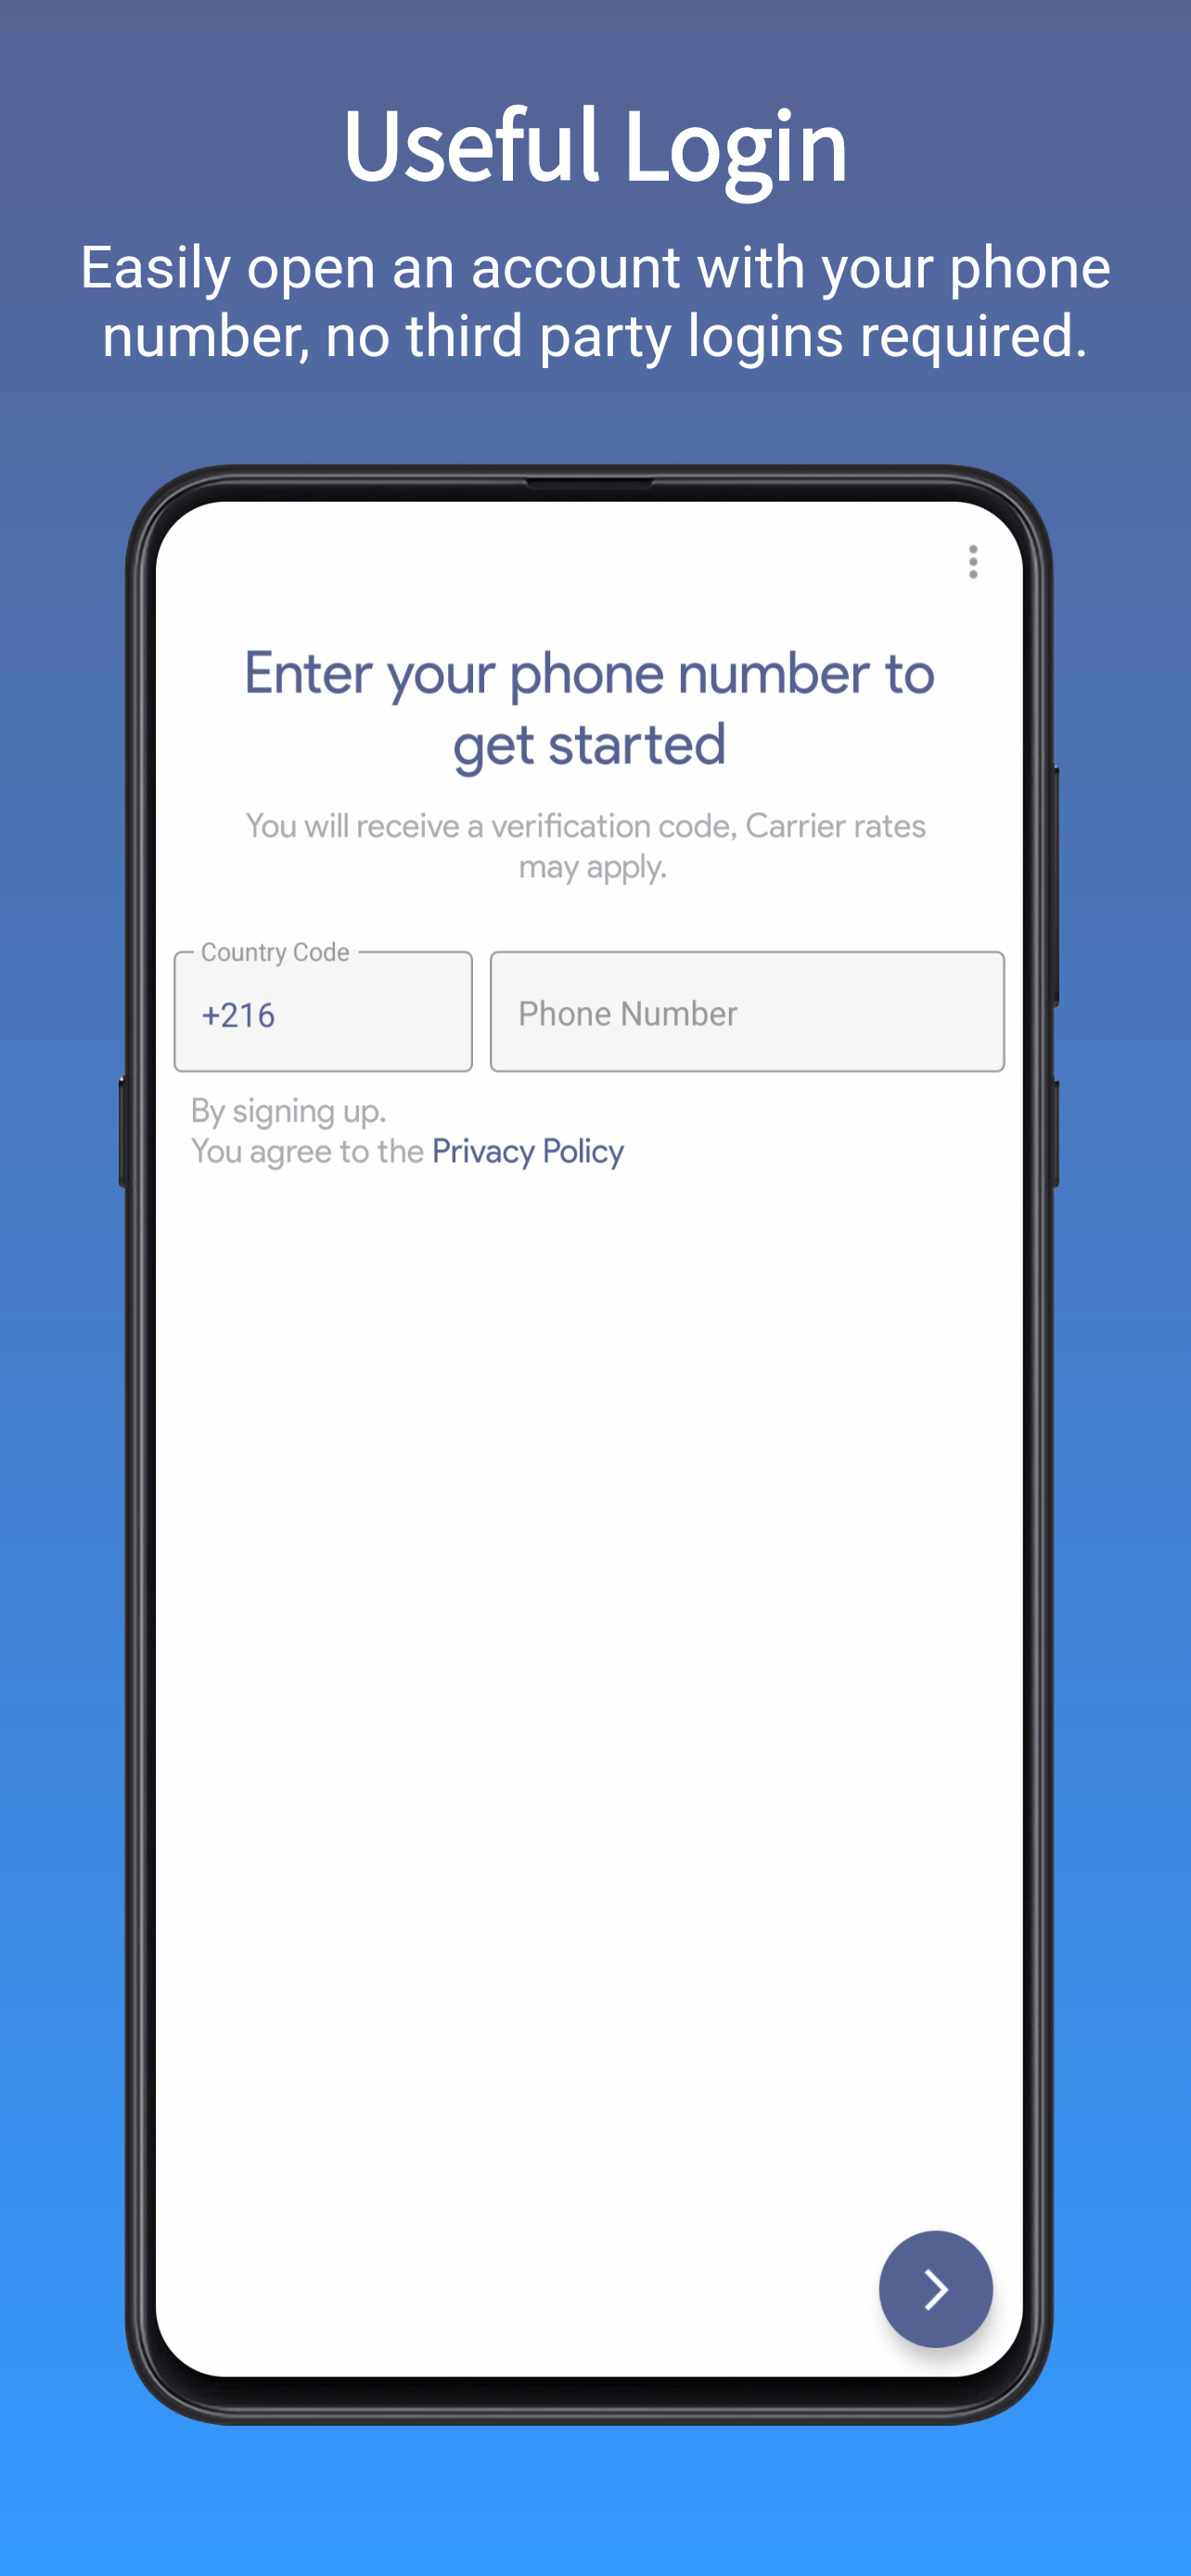 Useful Login
Easily open an account with your phone
number, no third party logins required.
Enter your phone number to
get started
You will receive a verification code, Carrier rates
may apply.
Country Code
+216
Phone Number
By signing up.
You agree to the Privacy Policy